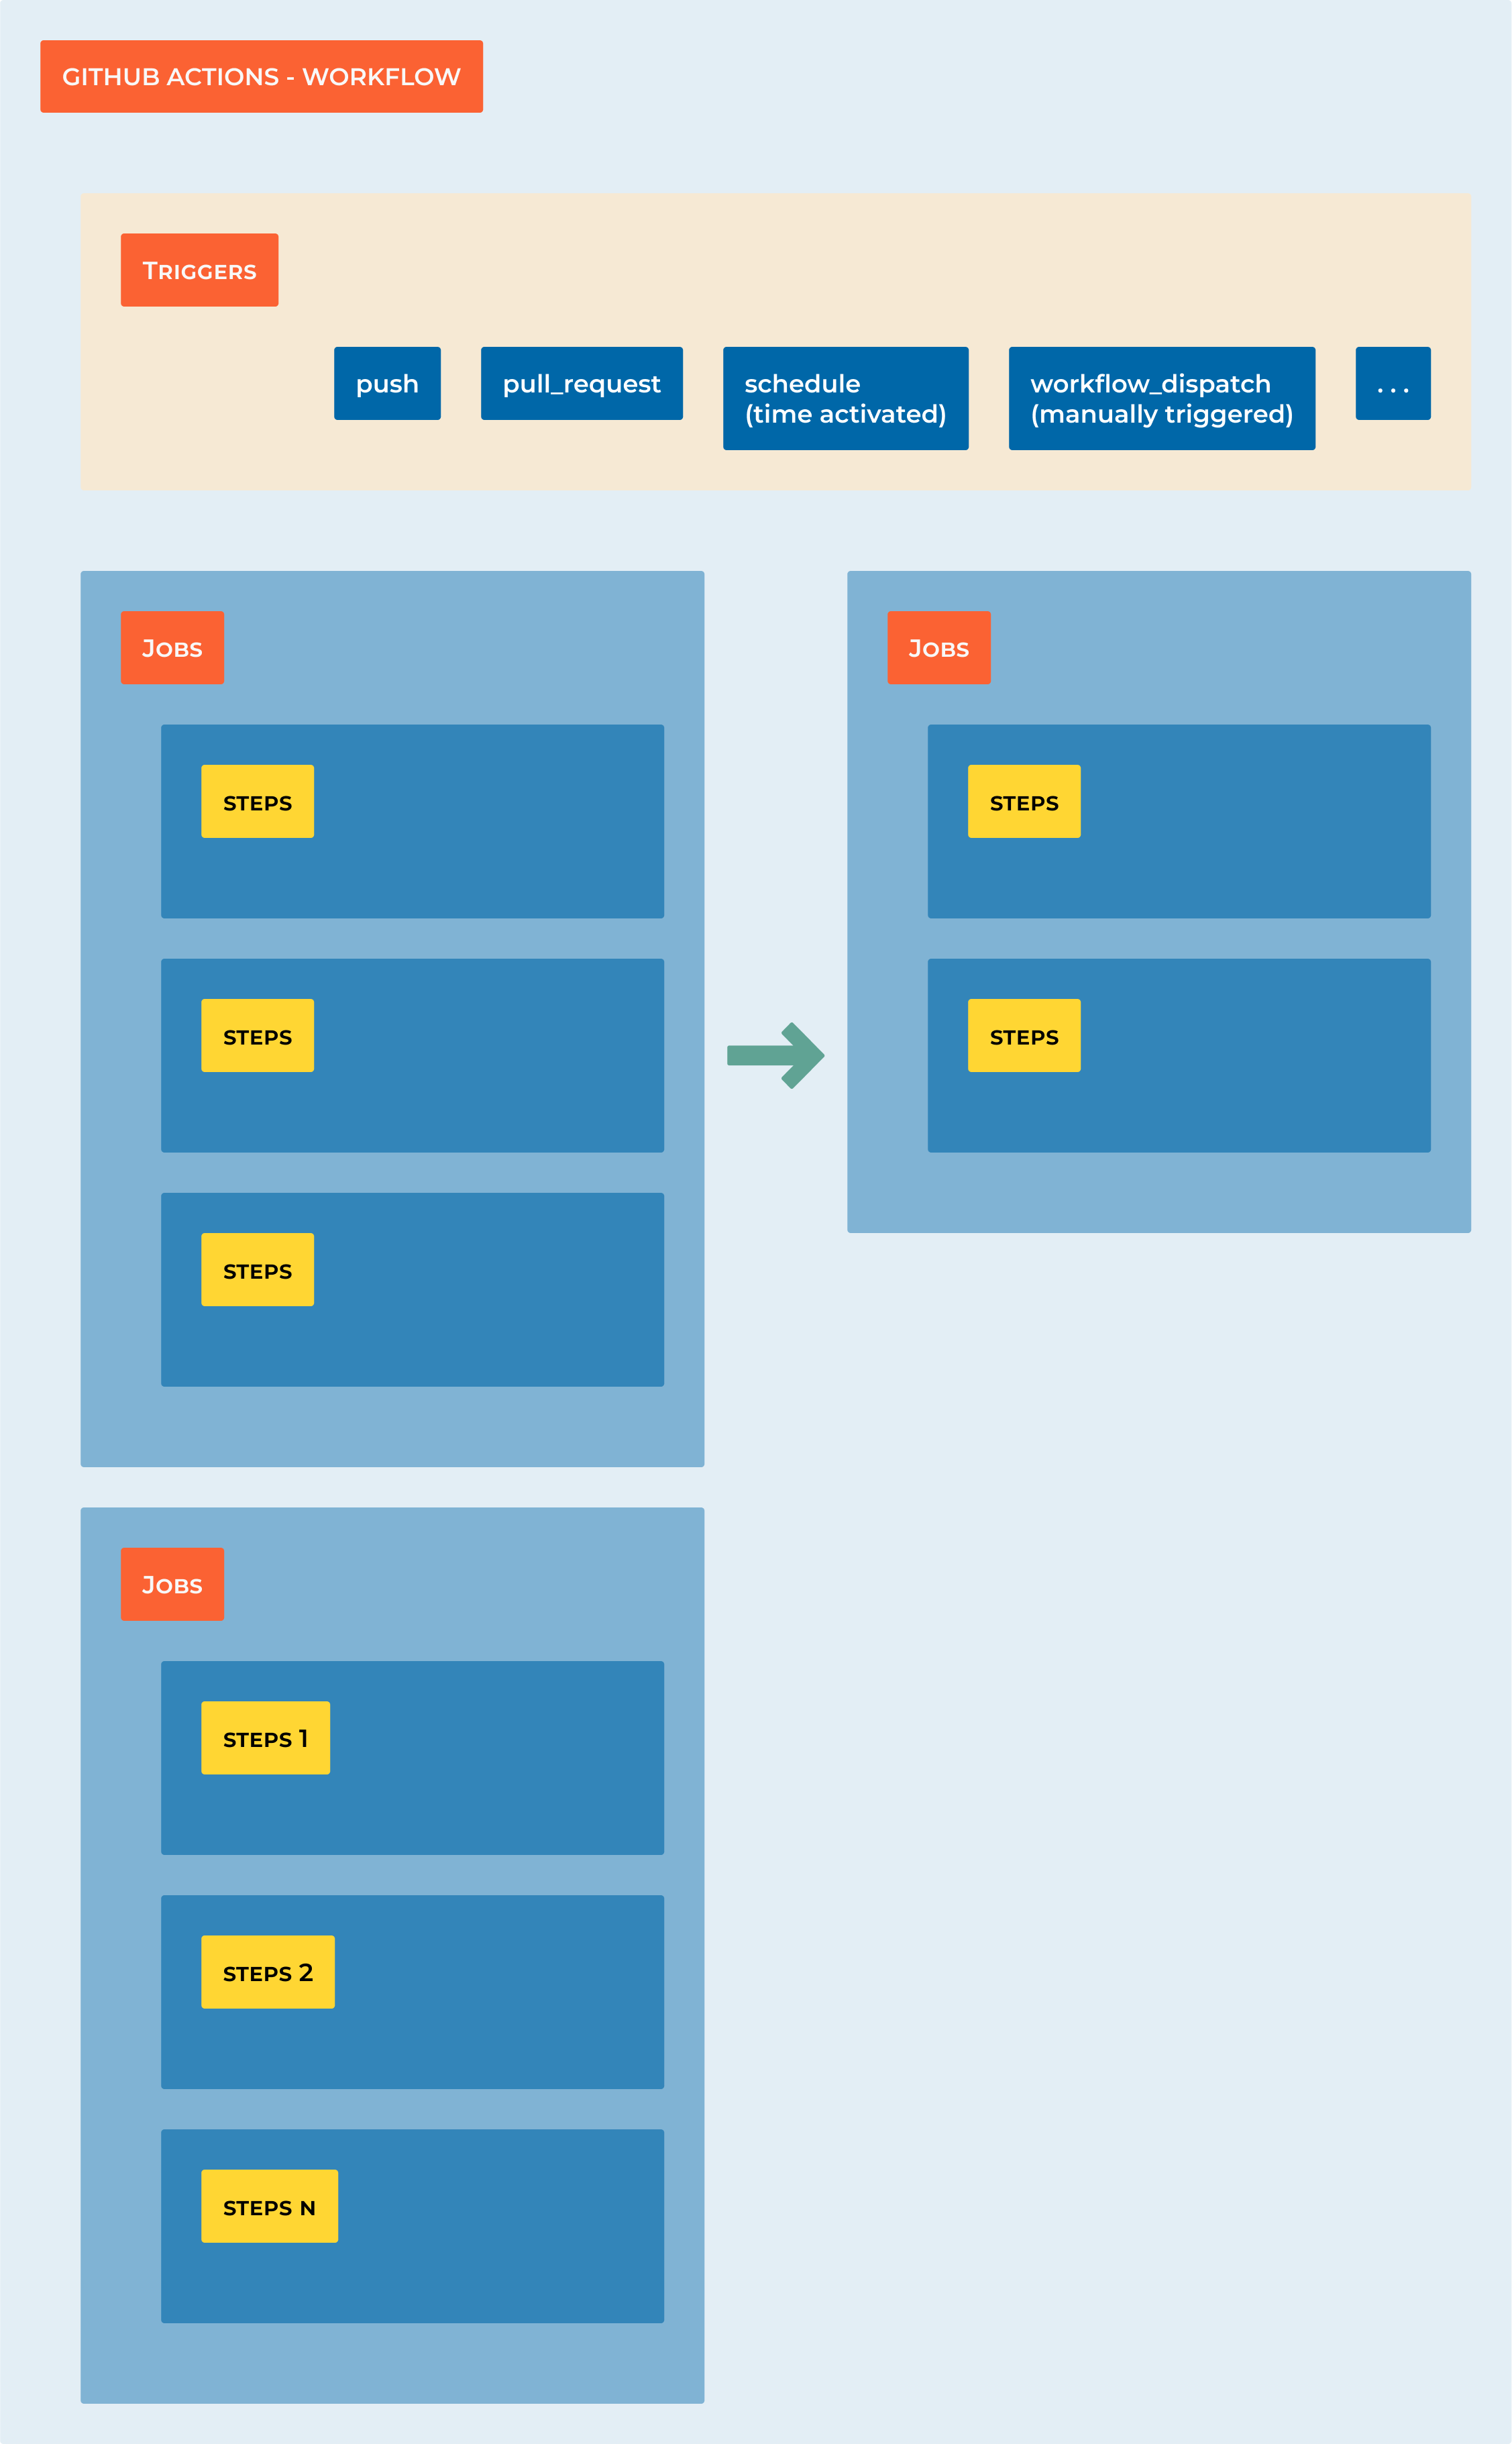 GITHUB ACTIONS - WORKFLOW
TRIGGERS
push
pull_request
schedule
(time activated)
workflow_dispatch
(manually triggered)
...
JOBS
STEPS
STEPS
STEPS
JOBS
STEPS
STEPS
JOBS
STEPS 1
STEPS 2
STEPS N